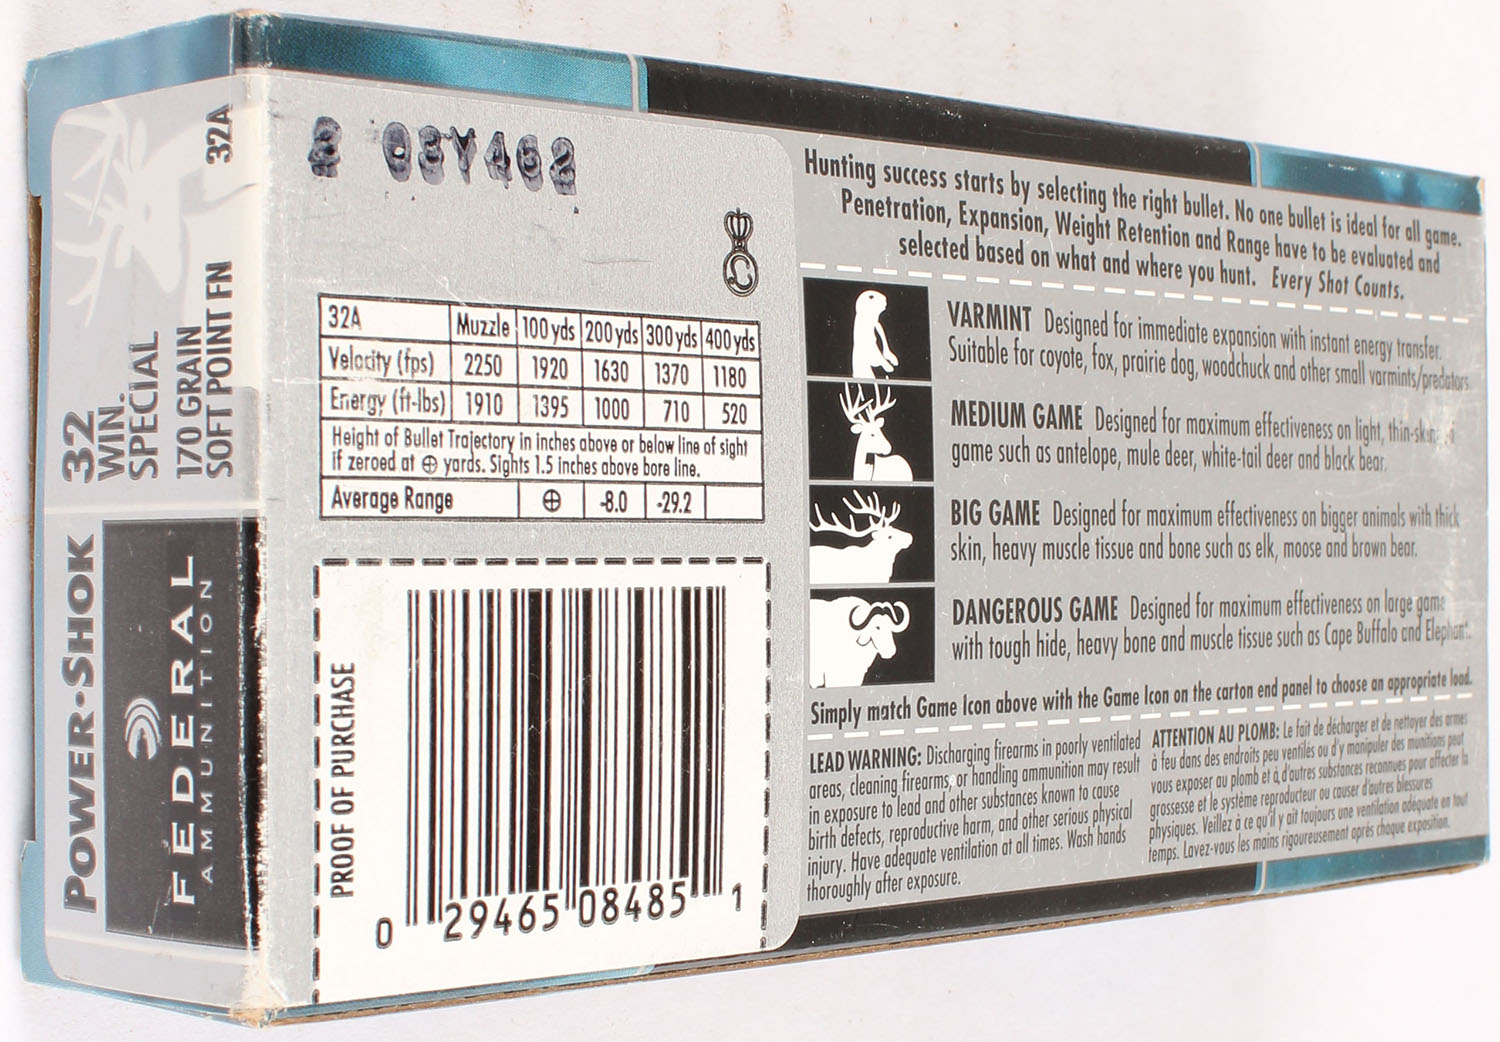 POWER•SHOK
32
WIN.
SPECIAL
170 GRAIN
SOFT POINT FN
32A
FEDERAL
AMMUNITION
2 03Y462
32A Muzzle 100 yds 200 yds 300 yds 400 yds
Velocity (fps) 2250 1920 1630 1370 1180
Energy (ft-lbs) 1910 1395 1000 710 520
Height of Bullet Trajectory in inches above or below line of sight
if zeroed at ⊕ yards. Sights 1.5 inches above bore line.
Average Range ⊕ -8.0 -29.2
PROOF OF PURCHASE
0 29465 08485 1
Hunting success starts by selecting the right bullet. No one bullet is ideal for all game.
Penetration, Expansion, Weight Retention and Range have to be evaluated and
selected based on what and where you hunt. Every Shot Counts.
VARMINT Designed for immediate expansion with instant energy transfer.
Suitable for coyote, fox, prairie dog, woodchuck and other small varmints/predators.
MEDIUM GAME Designed for maximum effectiveness on light, thin-skinned
game such as antelope, mule deer, white-tail deer and black bear.
BIG GAME Designed for maximum effectiveness on bigger animals with thick
skin, heavy muscle tissue and bone such as elk, moose and brown bear.
DANGEROUS GAME Designed for maximum effectiveness on large game
with tough hide, heavy bone and muscle tissue such as Cape Buffalo and Elephant.
Simply match Game Icon above with the Game Icon on the carton end panel to choose an appropriate load.
LEAD WARNING: Discharging firearms in poorly ventilated
areas, cleaning firearms, or handling ammunition may result
in exposure to lead and other substances known to cause
birth defects, reproductive harm, and other serious physical
injury. Have adequate ventilation at all times. Wash hands
thoroughly after exposure.
ATTENTION AU PLOMB: Le fait de décharger et de nettoyer des armes
à feu dans des endroits peu ventilés ou d'y manipuler des munitions peut
vous exposer au plomb et à d'autres substances reconnues pour affecter la
grossesse et le système reproducteur ou causer d'autres blessures
physiques. Veillez à ce qu'il y ait toujours une ventilation adéquate en tout
temps. Lavez-vous les mains rigoureusement après chaque exposition.